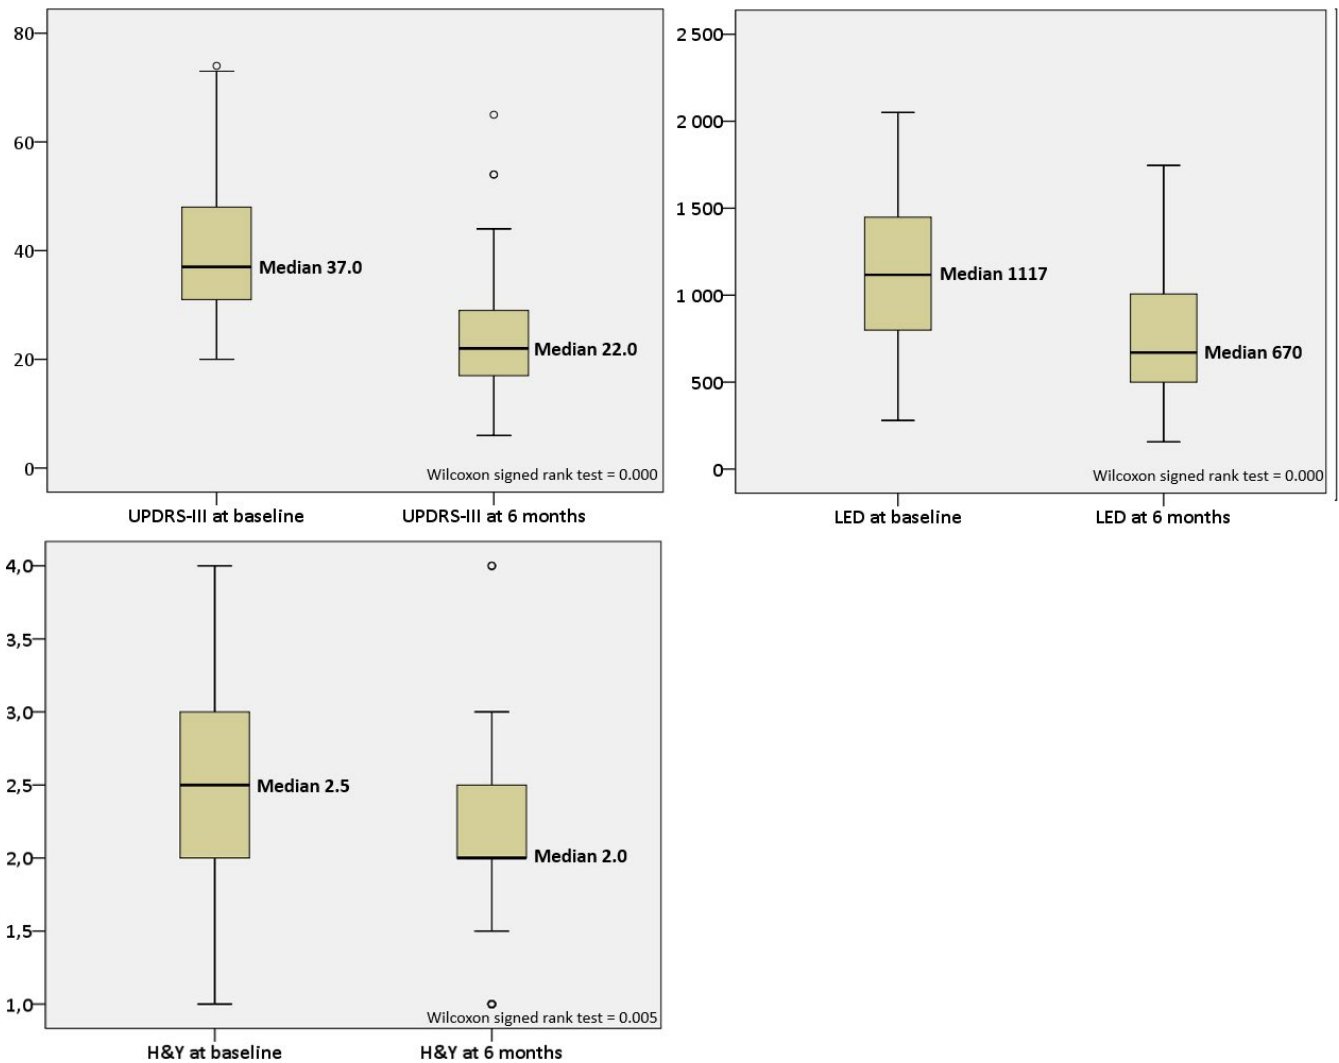 80
60
40
20
0
Median 37.0
Median 22.0
Wilcoxon signed rank test = 0.000
UPDRS-III at baseline
UPDRS-III at 6 months
2 500
2 000
1 500
1 000
500
0
Median 1117
Median 670
Wilcoxon signed rank test = 0.000
LED at baseline
LED at 6 months
4,0
3,5
3,0
2,5
2,0
1,5
1,0
Median 2.5
Median 2.0
Wilcoxon signed rank test = 0.005
H&Y at baseline
H&Y at 6 months